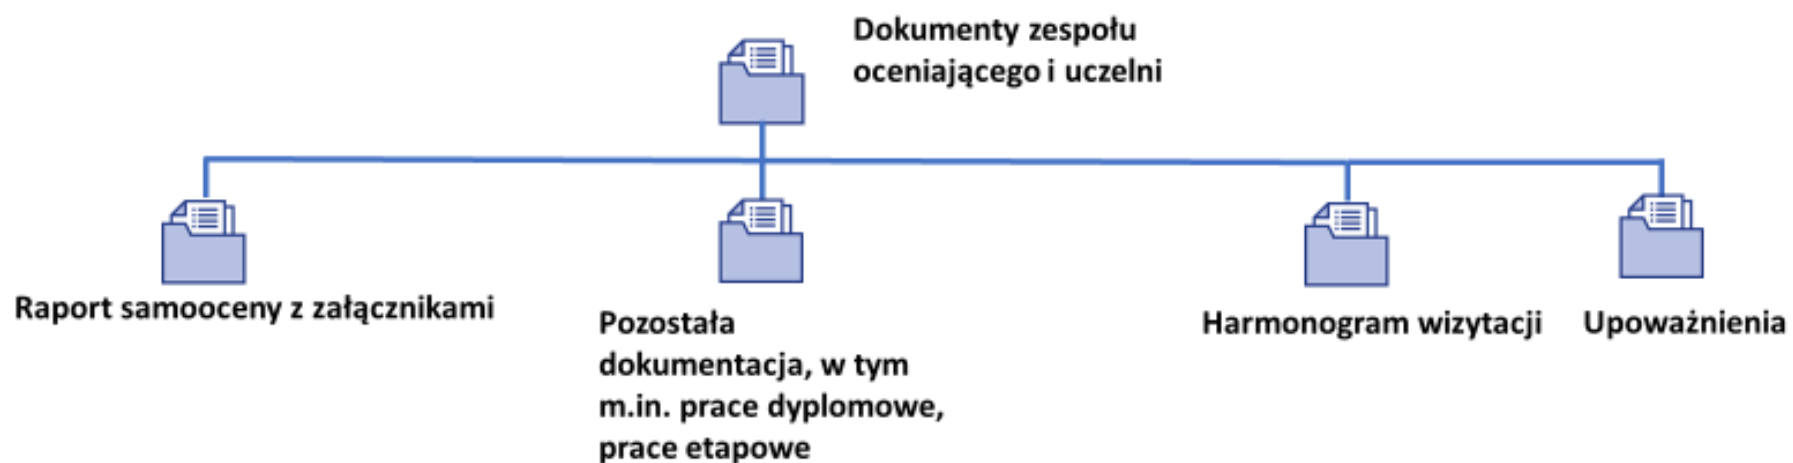 Dokumenty zespołu
oceniającego i uczelni
Raport samooceny z załącznikami
Pozostała
dokumentacja, w tym
m.in. prace dyplomowe,
prace etapowe
Harmonogram wizytacji
Upoważnienia